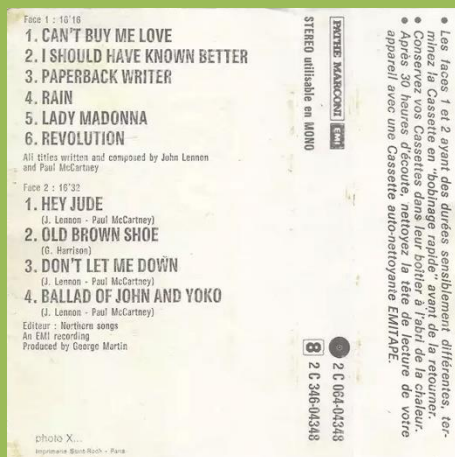 Face 1 : 16'16
1. CAN'T BUY ME LOVE
2. I SHOULD HAVE KNOWN BETTER
3. PAPERBACK WRITER
4. RAIN
5. LADY MADONNA
6. REVOLUTION
All titles written and composed by John Lennon
and Paul McCartney
Face 2 : 16'32
1. HEY JUDE
(J. Lennon - Paul McCartney)
2. OLD BROWN SHOE
(G. Harrison)
3. DON'T LET ME DOWN
(J. Lennon - Paul McCartney)
4. BALLAD OF JOHN AND YOKO
(J. Lennon - Paul McCartney)
Editeur : Northern songs
An EMI recording
Produced by George Martin
photo X...
Imprimerie Saint-Roch - Paris
PATHE MARCONI EMI
STEREO utilisable en MONO
2 C 064-04348
8 2 C 346-04348
• Les faces 1 et 2 ayant des durées sensiblement différentes, ter-
minez la Cassette en "bobinage rapide" avant de la retourner.
• Conservez vos Cassettes dans leur boîtier à l'abri de la chaleur.
• Après 30 heures d'écoute, nettoyez la tête de lecture de votre
appareil avec une Cassette auto-nettoyante EMITAPE.